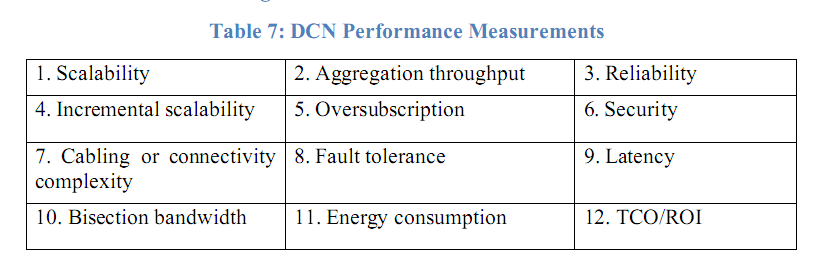 Table 7: DCN Performance Measurements
1. Scalability
2. Aggregation throughput
3. Reliability
4. Incremental scalability
5. Oversubscription
6. Security
7. Cabling or connectivity
complexity
8. Fault tolerance
9. Latency
10. Bisection bandwidth
11. Energy consumption
12. TCO/ROI